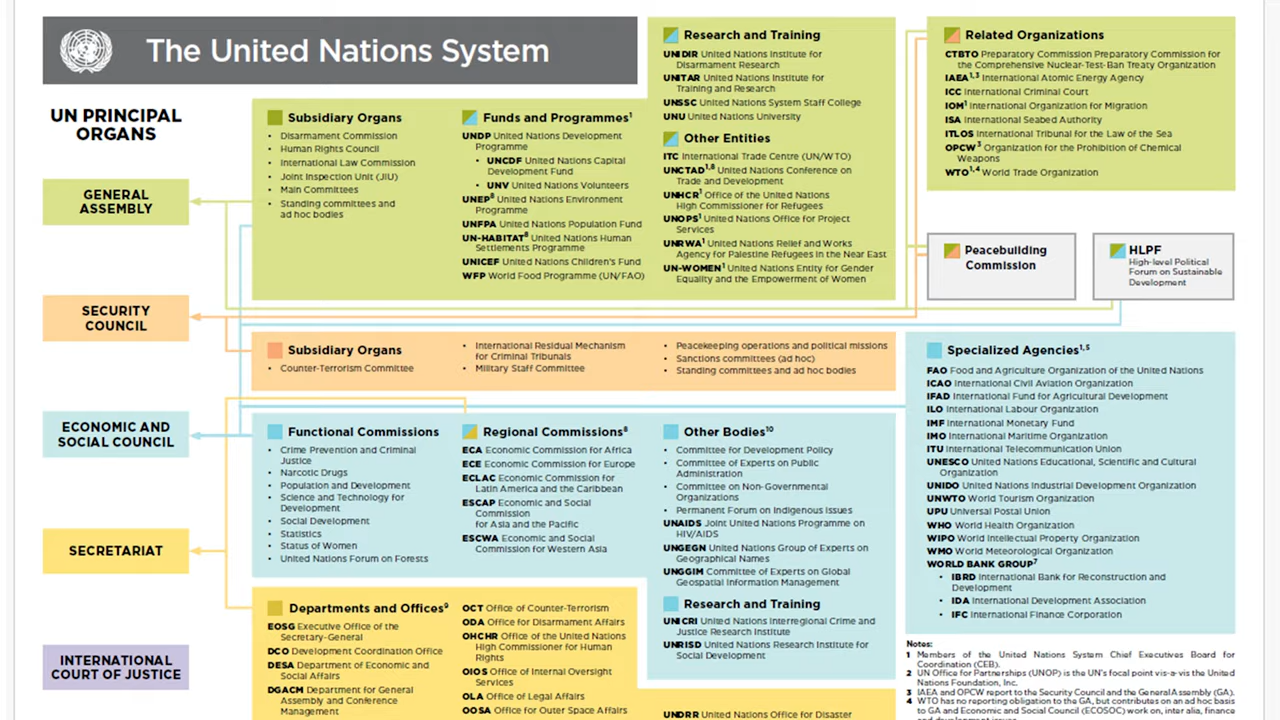 The United Nations System
UN PRINCIPAL
ORGANS
GENERAL
ASSEMBLY
SECURITY
COUNCIL
ECONOMIC AND
SOCIAL COUNCIL
SECRETARIAT
INTERNATIONAL
COURT OF JUSTICE
Subsidiary Organs
• Disarmament Commission
• Human Rights Council
• International Law Commission
• Joint Inspection Unit (JIU)
• Main Committees
• Standing committees and
ad hoc bodies
Funds and Programmes1
UNDP United Nations Development
Programme
• UNCDF United Nations Capital
Development Fund
• UNV United Nations Volunteers
UNEP8 United Nations Environment
Programme
UNFPA United Nations Population Fund
UN-HABITAT8 United Nations Human
Settlements Programme
UNICEF United Nations Children's Fund
WFP World Food Programme (UN/FAO)
Research and Training
UNIDIR United Nations Institute for
Disarmament Research
UNITAR United Nations Institute for
Training and Research
UNSSC United Nations System Staff College
UNU United Nations University
Other Entities
ITC International Trade Centre (UN/WTO)
UNCTAD1,8 United Nations Conference on
Trade and Development
UNHCR1 Office of the United Nations
High Commissioner for Refugees
UNOPS1 United Nations Office for Project
Services
UNRWA1 United Nations Relief and Works
Agency for Palestine Refugees in the Near East
UN-WOMEN1 United Nations Entity for Gender
Equality and the Empowerment of Women
Related Organizations
CTBTO Preparatory Commission Preparatory Commission for
the Comprehensive Nuclear-Test-Ban Treaty Organization
IAEA1,3 International Atomic Energy Agency
ICC International Criminal Court
IOM1 International Organization for Migration
ISA International Seabed Authority
ITLOS International Tribunal for the Law of the Sea
OPCW3 Organization for the Prohibition of Chemical
Weapons
WTO1,4 World Trade Organization
Peacebuilding
Commission
HLPF
High-level Political
Forum on Sustainable
Development
Subsidiary Organs
• Counter-Terrorism Committee
• International Residual Mechanism
for Criminal Tribunals
• Military Staff Committee
• Peacekeeping operations and political missions
• Sanctions committees (ad hoc)
• Standing committees and ad hoc bodies
Functional Commissions
• Crime Prevention and Criminal
Justice
• Narcotic Drugs
• Population and Development
• Science and Technology for
Development
• Social Development
• Statistics
• Status of Women
• United Nations Forum on Forests
Regional Commissions8
ECA Economic Commission for Africa
ECE Economic Commission for Europe
ECLAC Economic Commission for
Latin America and the Caribbean
ESCAP Economic and Social
Commission
for Asia and the Pacific
ESCWA Economic and Social
Commission for Western Asia
Other Bodies10
• Committee for Development Policy
• Committee of Experts on Public
Administration
• Committee on Non-Governmental
Organizations
• Permanent Forum on Indigenous Issues
UNAIDS Joint United Nations Programme on
HIV/AIDS
UNGEGN United Nations Group of Experts on
Geographical Names
UNGGIM Committee of Experts on Global
Geospatial Information Management
Research and Training
UNICRI United Nations Interregional Crime and
Justice Research Institute
UNRISD United Nations Research Institute for
Social Development
Specialized Agencies1,5
FAO Food and Agriculture Organization of the United Nations
ICAO International Civil Aviation Organization
IFAD International Fund for Agricultural Development
ILO International Labour Organization
IMF International Monetary Fund
IMO International Maritime Organization
ITU International Telecommunication Union
UNESCO United Nations Educational, Scientific and Cultural
Organization
UNIDO United Nations Industrial Development Organization
UNWTO World Tourism Organization
UPU Universal Postal Union
WHO World Health Organization
WIPO World Intellectual Property Organization
WMO World Meteorological Organization
WORLD BANK GROUP7
• IBRD International Bank for Reconstruction and
Development
• IDA International Development Association
• IFC International Finance Corporation
Departments and Offices9
EOSG Executive Office of the
Secretary-General
DCO Development Coordination Office
DESA Department of Economic and
Social Affairs
DGACM Department for General
Assembly and Conference
Management
OCT Office of Counter-Terrorism
ODA Office for Disarmament Affairs
OHCHR Office of the United Nations
High Commissioner for Human
Rights
OIOS Office of Internal Oversight
Services
OLA Office of Legal Affairs
OOSA Office for Outer Space Affairs
UNDRR United Nations Office for Disaster
Notes:
1 Members of the United Nations System Chief Executives Board for
Coordination (CEB).
2 UN Office for Partnerships (UNOP) is the UN's focal point vis-a-vis the United
Nations Foundation, Inc.
3 IAEA and OPCW report to the Security Council and the General Assembly (GA).
4 WTO has no reporting obligation to the GA, but contributes on an ad hoc basis
to GA and Economic and Social Council (ECOSOC) work on, inter alia, finance